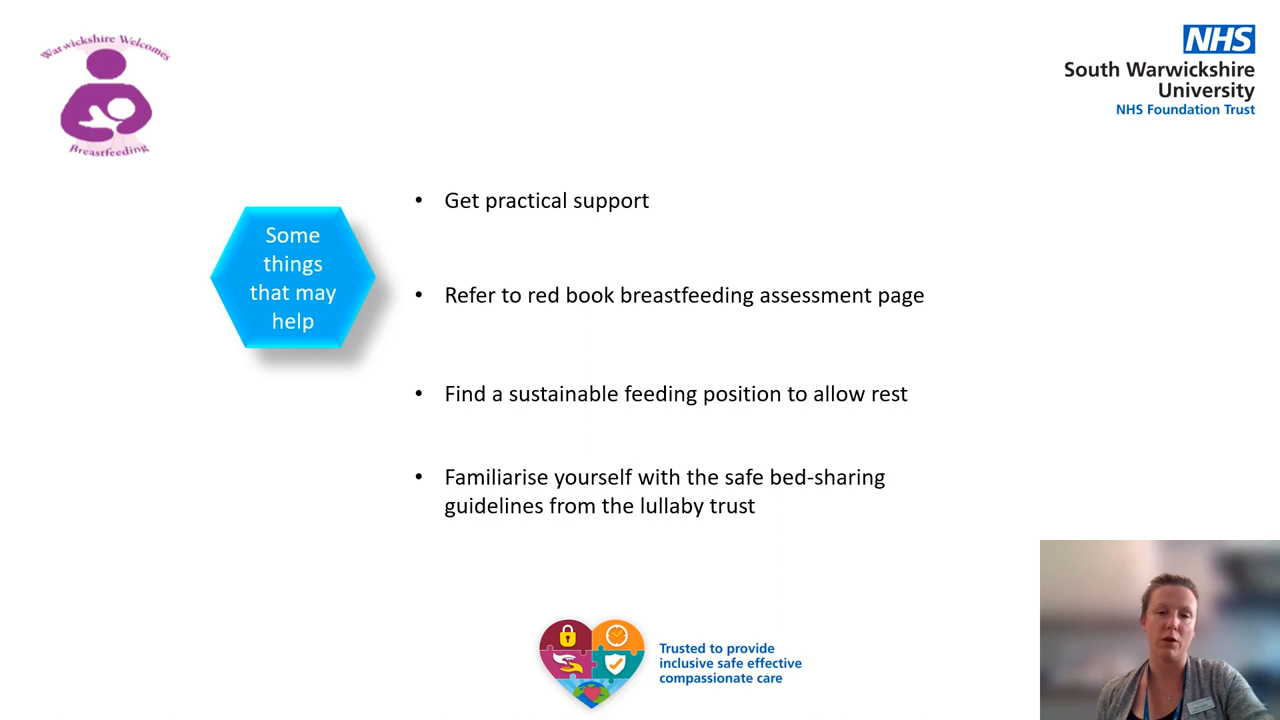 Warwickshire Welcomes
Breastfeeding
NHS
South Warwickshire
University
NHS Foundation Trust
Some
things
that may
help
• Get practical support
• Refer to red book breastfeeding assessment page
• Find a sustainable feeding position to allow rest
• Familiarise yourself with the safe bed-sharing
guidelines from the lullaby trust
Trusted to provide
inclusive safe effective
compassionate care